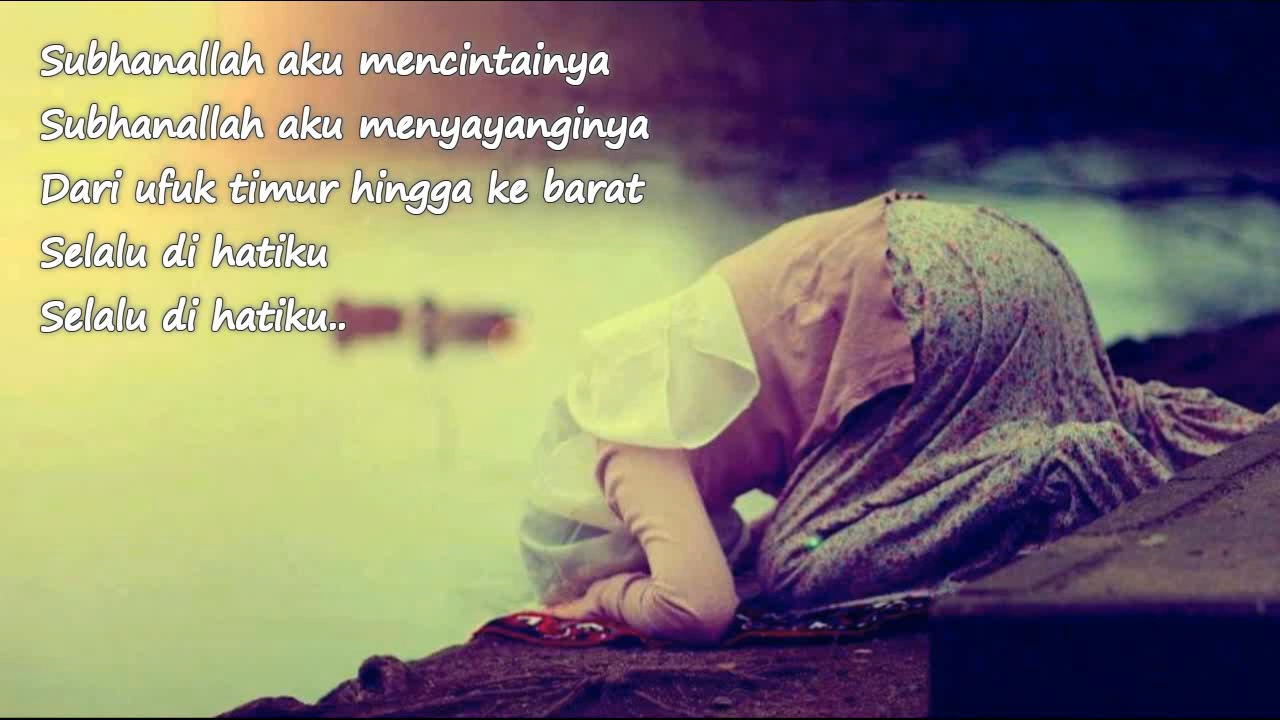 Subhanallah aku mencintainya
Subhanallah aku menyayanginya
Dari ufuk timur hingga ke barat
Selalu di hatiku
Selalu di hatiku..